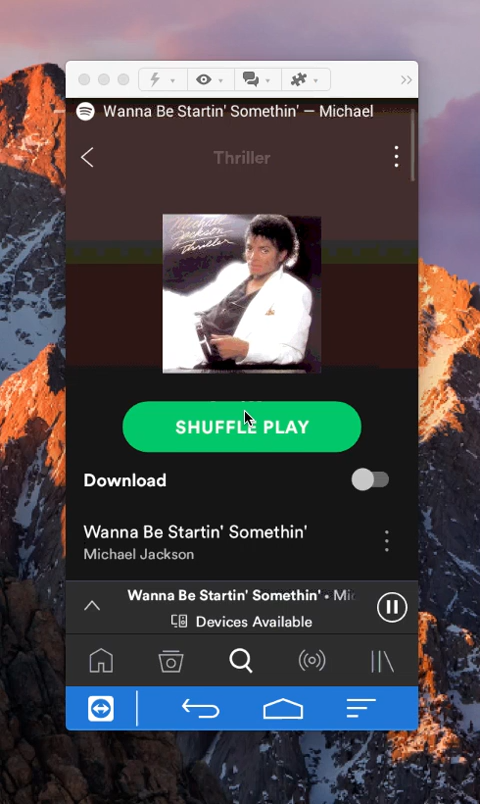 Wanna Be Startin' Somethin' — Michael
Thriller
Michael
Jackson
Thriller
SHUFFLE PLAY
Download
Wanna Be Startin' Somethin'
Michael Jackson
Wanna Be Startin' Somethin' • Mic
Devices Available